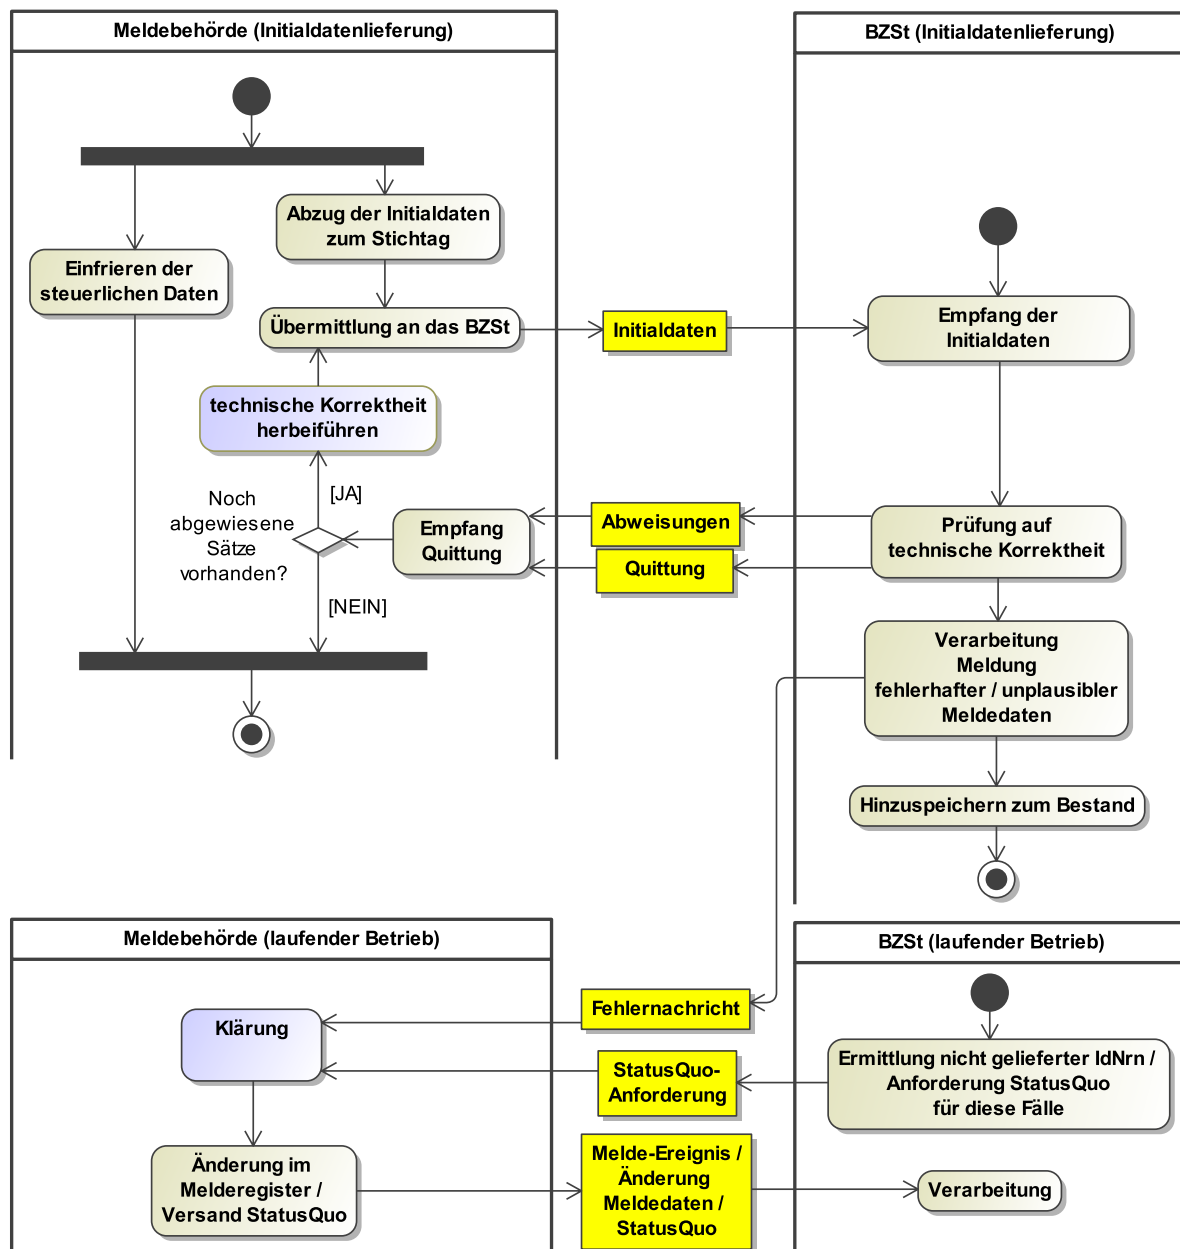 Meldebehörde (Initialdatenlieferung)
BZSt (Initialdatenlieferung)
Abzug der Initialdaten
zum Stichtag
Einfrieren der
steuerlichen Daten
Übermittlung an das BZSt
Initialdaten
Empfang der
Initialdaten
technische Korrektheit
herbeiführen
[JA]
Noch
abgewiesene
Sätze
vorhanden?
Empfang
Quittung
Abweisungen
Quittung
Prüfung auf
technische Korrektheit
[NEIN]
Verarbeitung
Meldung
fehlerhafter / unplausibler
Meldedaten
Hinzuspeichern zum Bestand
Meldebehörde (laufender Betrieb)
BZSt (laufender Betrieb)
Klärung
Fehlernachricht
StatusQuo-
Anforderung
Ermittlung nicht gelieferter IdNrn /
Anforderung StatusQuo
für diese Fälle
Änderung im
Melderegister /
Versand StatusQuo
Melde-Ereignis /
Änderung
Meldedaten /
StatusQuo
Verarbeitung